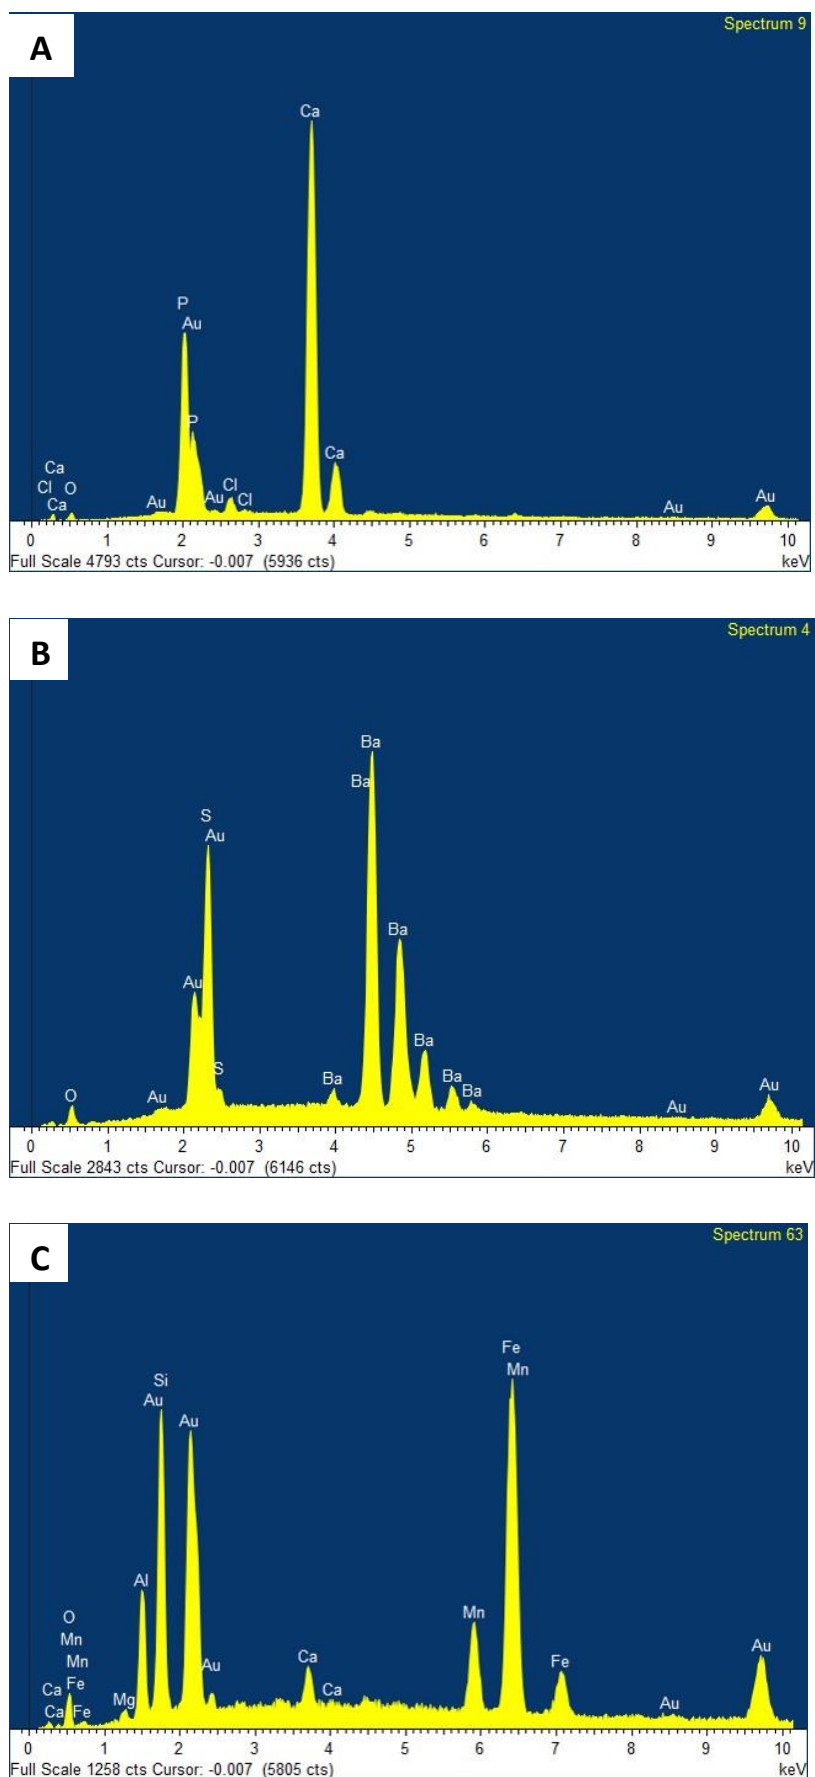 A
Spectrum 9
Ca
P
Au
P
Ca
Ca
Cl O
Ca
Au
Au
Cl
Cl
Au
Au
0 1 2 3 4 5 6 7 8 9 10
Full Scale 4793 cts Cursor: -0.007 (5936 cts) keV
B
Spectrum 4
Ba
Ba
S
Au
Ba
Au
Ba
S
Ba
Ba
Ba
O
Au
Au
Au
0 1 2 3 4 5 6 7 8 9 10
Full Scale 2843 cts Cursor: -0.007 (6146 cts) keV
C
Spectrum 63
Fe
Mn
Si
Au
Au
Al
O
Mn
Mn
Mn
Ca
Au
Fe
Au
Fe
Ca
Mg
Ca
Ca
Fe
Au
0 1 2 3 4 5 6 7 8 9 10
Full Scale 1258 cts Cursor: -0.007 (5805 cts) keV